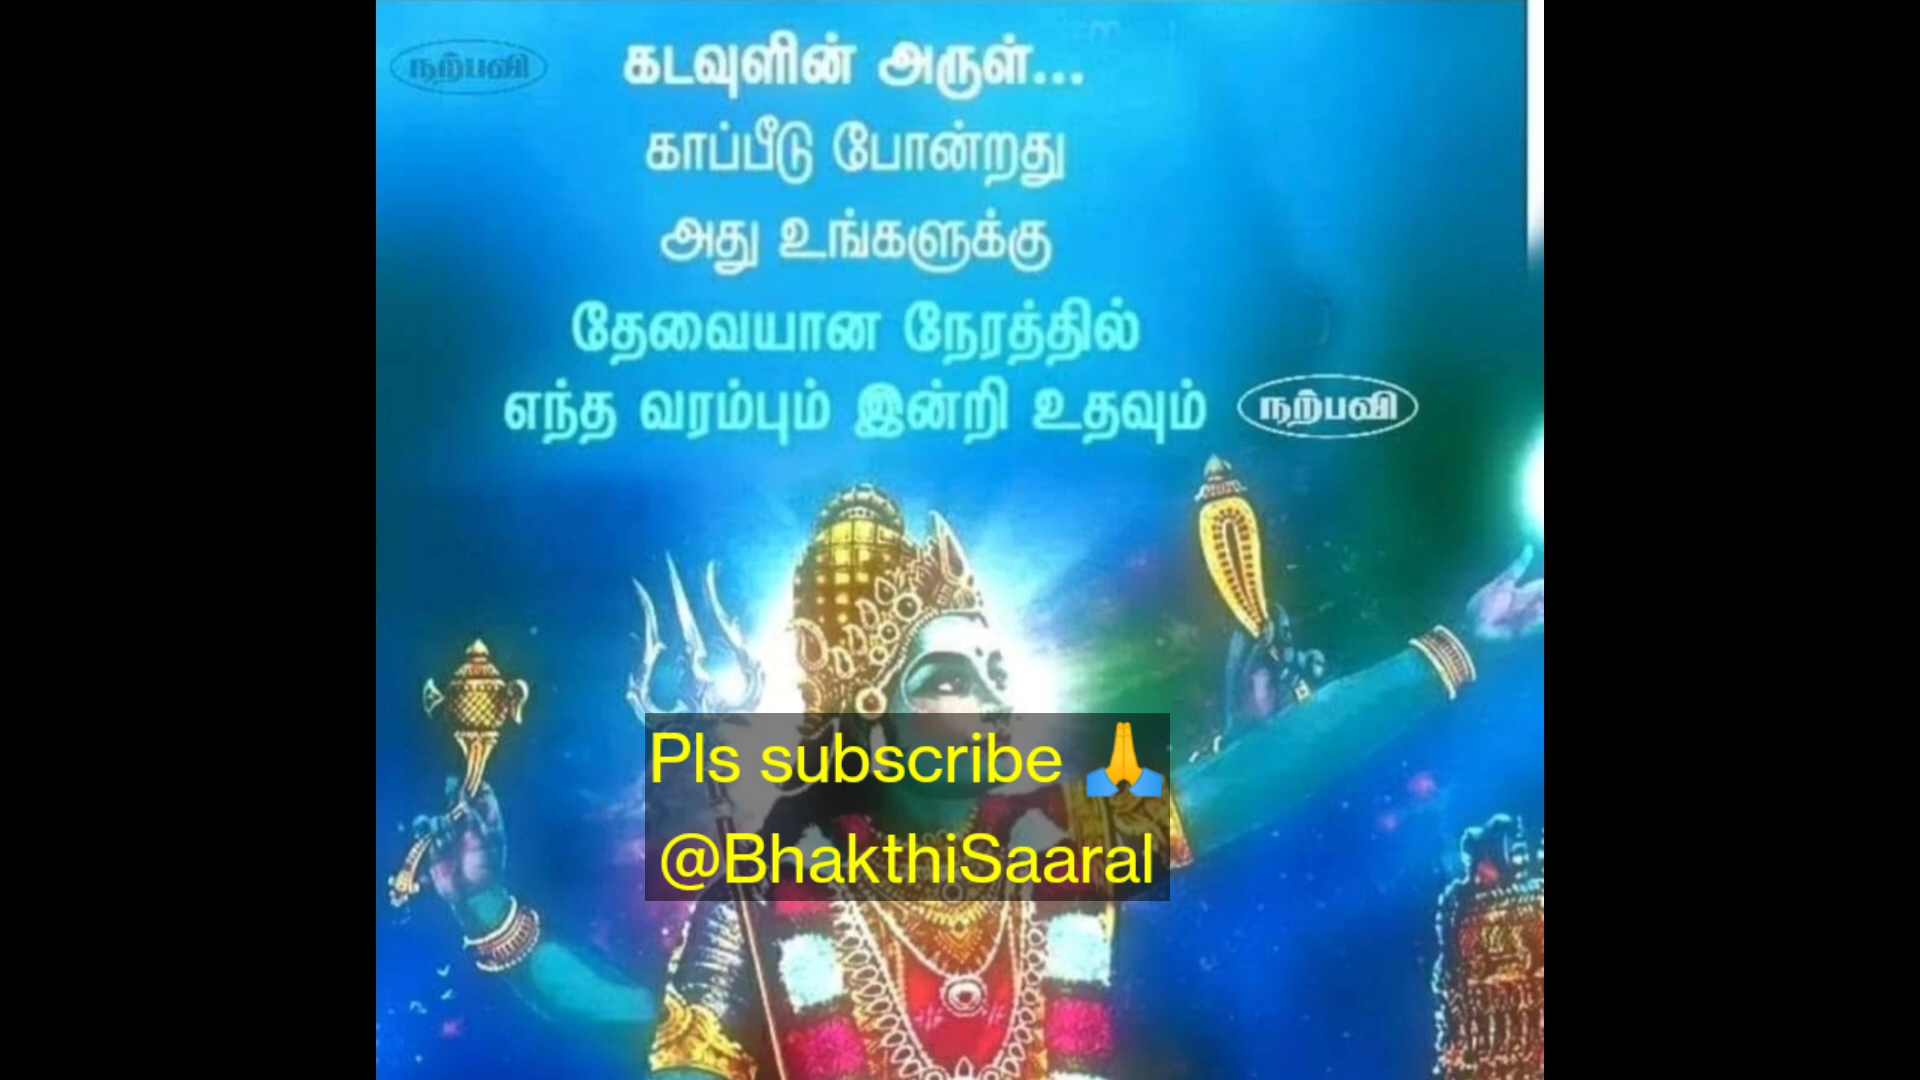 நற்பவி
கடவுளின் அருள்...
காப்பீடு போன்றது
அது உங்களுக்கு
தேவையான நேரத்தில்
எந்த வரம்பும் இன்றி உதவும்
நற்பவி
Pls subscribe 🙏
@BhakthiSaaral